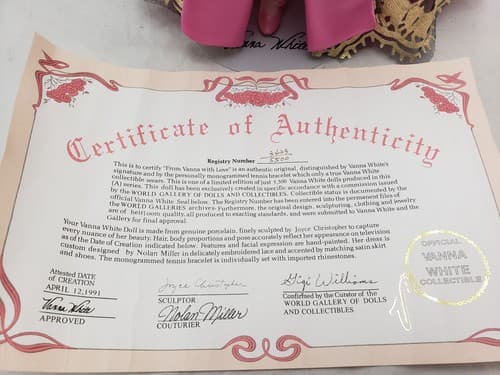 Vanna White
Certificate of Authenticity
Registry Number
5500
This is to certify "From Vanna with Love" is an authentic original, distinguished by Vanna White's
signature and by the personally monogrammed tennis bracelet which only a true Vanna White
collectible wears. This is one of a limited edition of just 5,500 Vanna White dolls produced in this
(A) series. This doll has been exclusively created in specific accordance with a commission issued
by the WORLD GALLERY OF DOLLS AND COLLECTIBLES. Collectible status is documented by the
official Vanna White Seal below. The Registry Number has been entered into the permanent files of
the WORLD GALLERIES archives. Furthermore, the original design, sculpturing, clothing and jewelry
are of heirloom quality, all produced to exacting standards, and were submitted to Vanna White and the
Gallery for final approval.
Your Vanna White Doll is made from genuine porcelain, finely sculpted by Joyce Christopher to capture
every nounce of her beauty. Hair, body proportions and pose accurately reflect her appearance on television
as of the Date of Creation indicated below. Features and facial expression are hand-painted. Her dress is
custom designed by Nolan Miller in delicately embroidered lace and accented by matching satin skirt
and shoes. The monogrammed tennis bracelet is individually set with imported rhinestones.
Attested DATE
of CREATION
APRIL 12, 1991
Vanna White
APPROVED
Joyce Christopher
SCULPTOR
Nolan Miller
COUTURIER
Gigi Williams
Confirmed by the Curator of the
WORLD GALLERY OF DOLLS
AND COLLECTIBLES
OFFICIAL
VANNA
WHITE
COLLECTIBLE